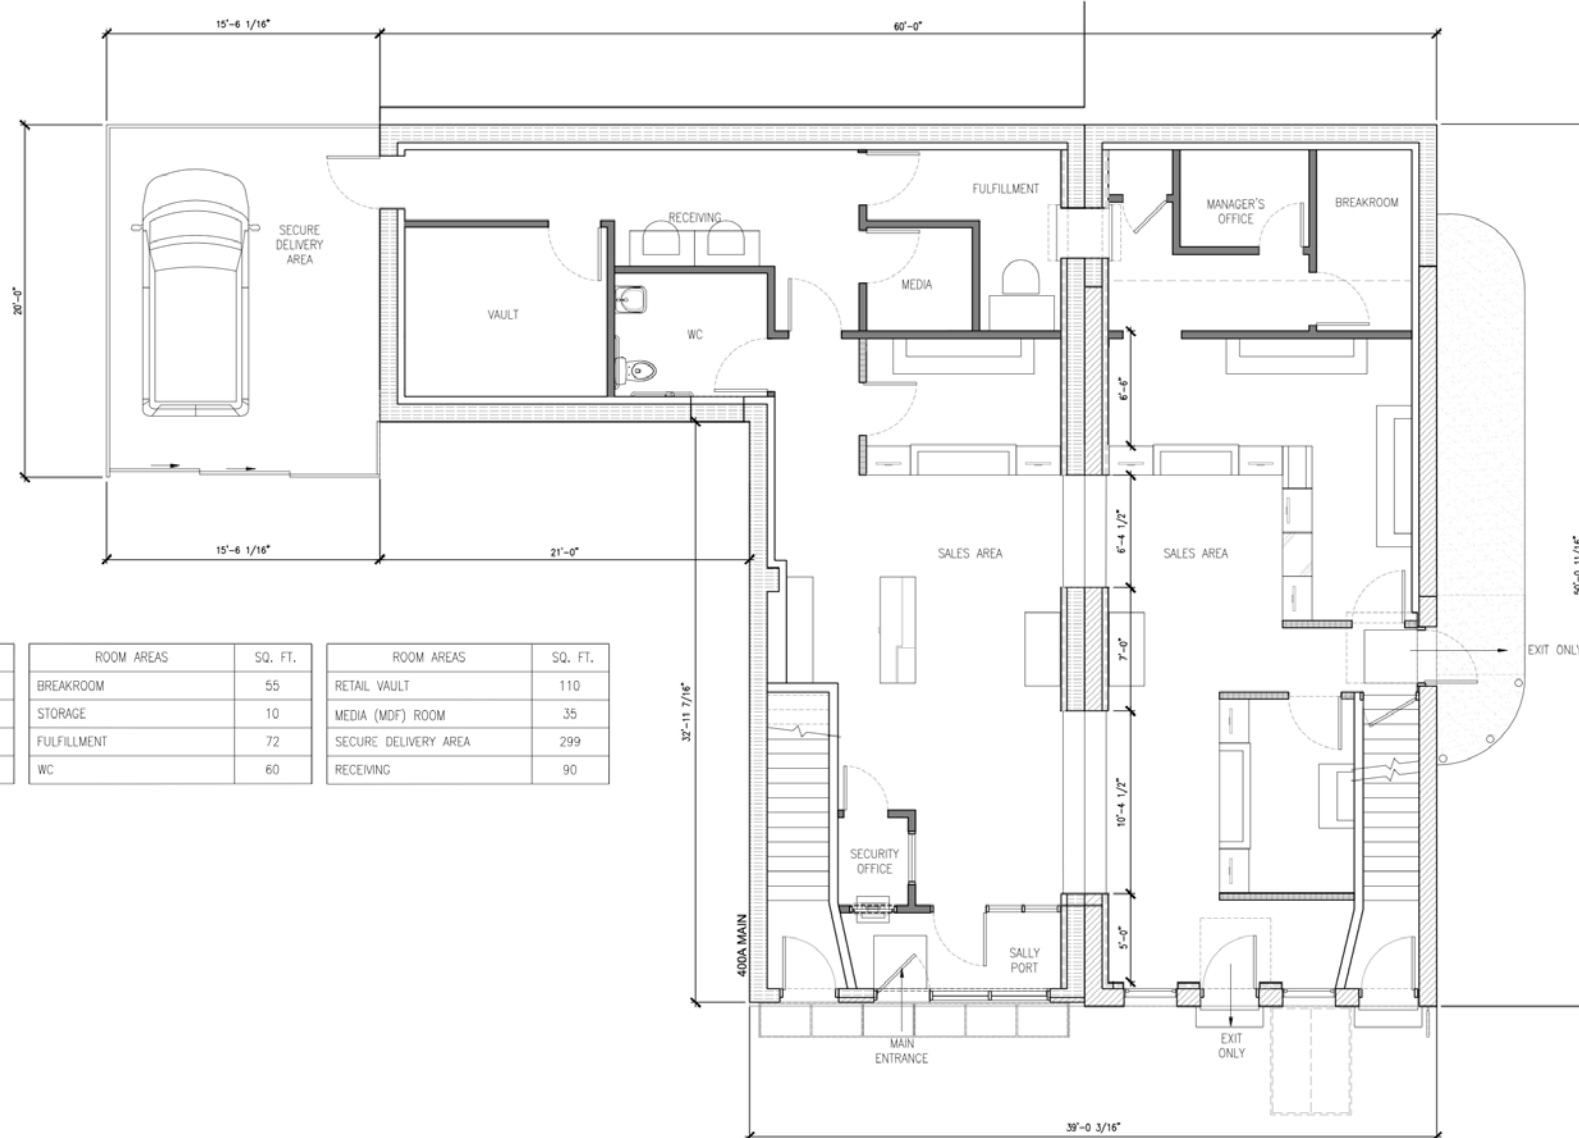 15'-6 1/16"
60'-0"
20'-0"
SECURE
DELIVERY
AREA
RECEIVING
FULFILLMENT
MANAGER'S
OFFICE
BREAKROOM
VAULT
WC
MEDIA
6'-6"
15'-6 1/16"
21'-0"
SALES AREA
6'-4 1/2"
SALES AREA
7'-0"
EXIT ONLY
ROOM AREAS SQ. FT.
BREAKROOM 55
STORAGE 10
FULFILLMENT 72
WC 60
ROOM AREAS SQ. FT.
RETAIL VAULT 110
MEDIA (MDF) ROOM 35
SECURE DELIVERY AREA 299
RECEIVING 90
32'-11 7/16"
10'-4 1/2"
SECURITY
OFFICE
400A MAIN
SALLY
PORT
5'-0"
MAIN
ENTRANCE
EXIT
ONLY
39'-0 3/16"